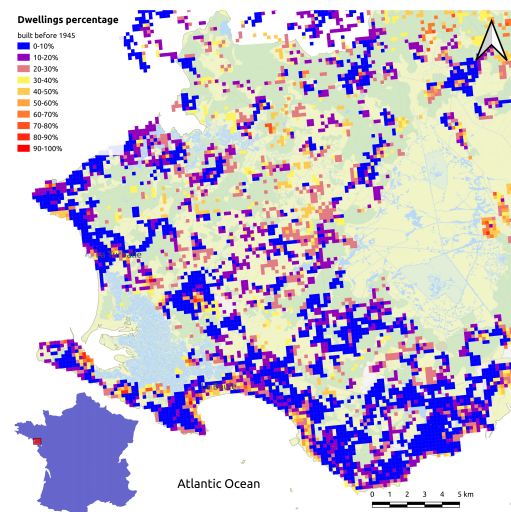 Dwellings percentage
built before 1945
0-10%
10-20%
20-30%
30-40%
40-50%
50-60%
60-70%
70-80%
80-90%
90-100%
Atlantic Ocean
0 1 2 3 4 5 km